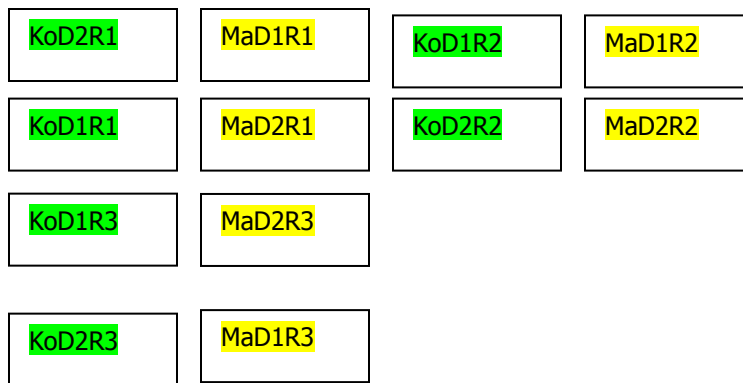 KoD2R1 MaD1R1 KoD1R2 MaD1R2
KoD1R1 MaD2R1 KoD2R2 MaD2R2
KoD1R3 MaD2R3
KoD2R3 MaD1R3